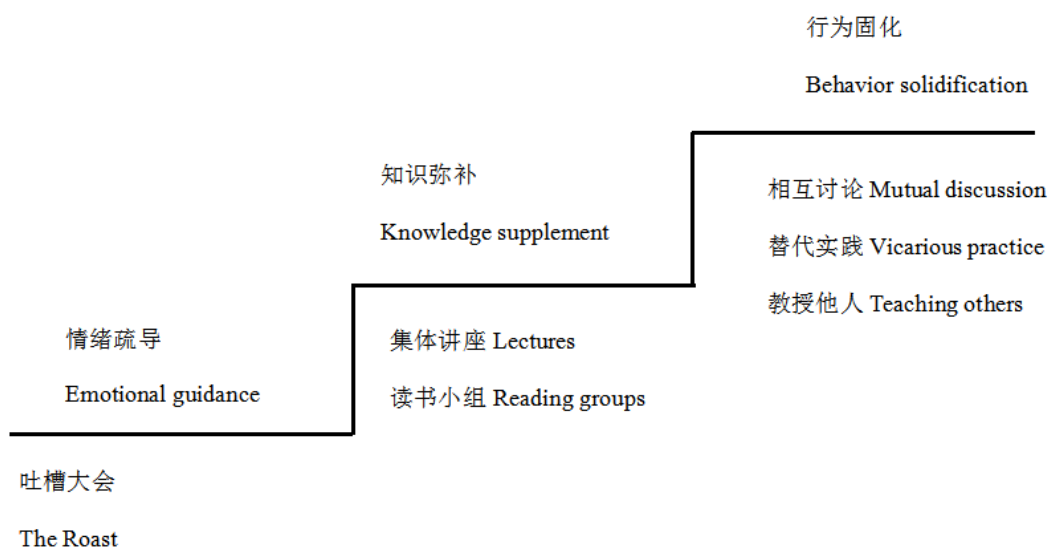 行为固化
Behavior solidification
知识弥补
Knowledge supplement
相互讨论 Mutual discussion
替代实践 Vicarious practice
教授他人 Teaching others
情绪疏导
Emotional guidance
集体讲座 Lectures
读书小组 Reading groups
吐槽大会
The Roast